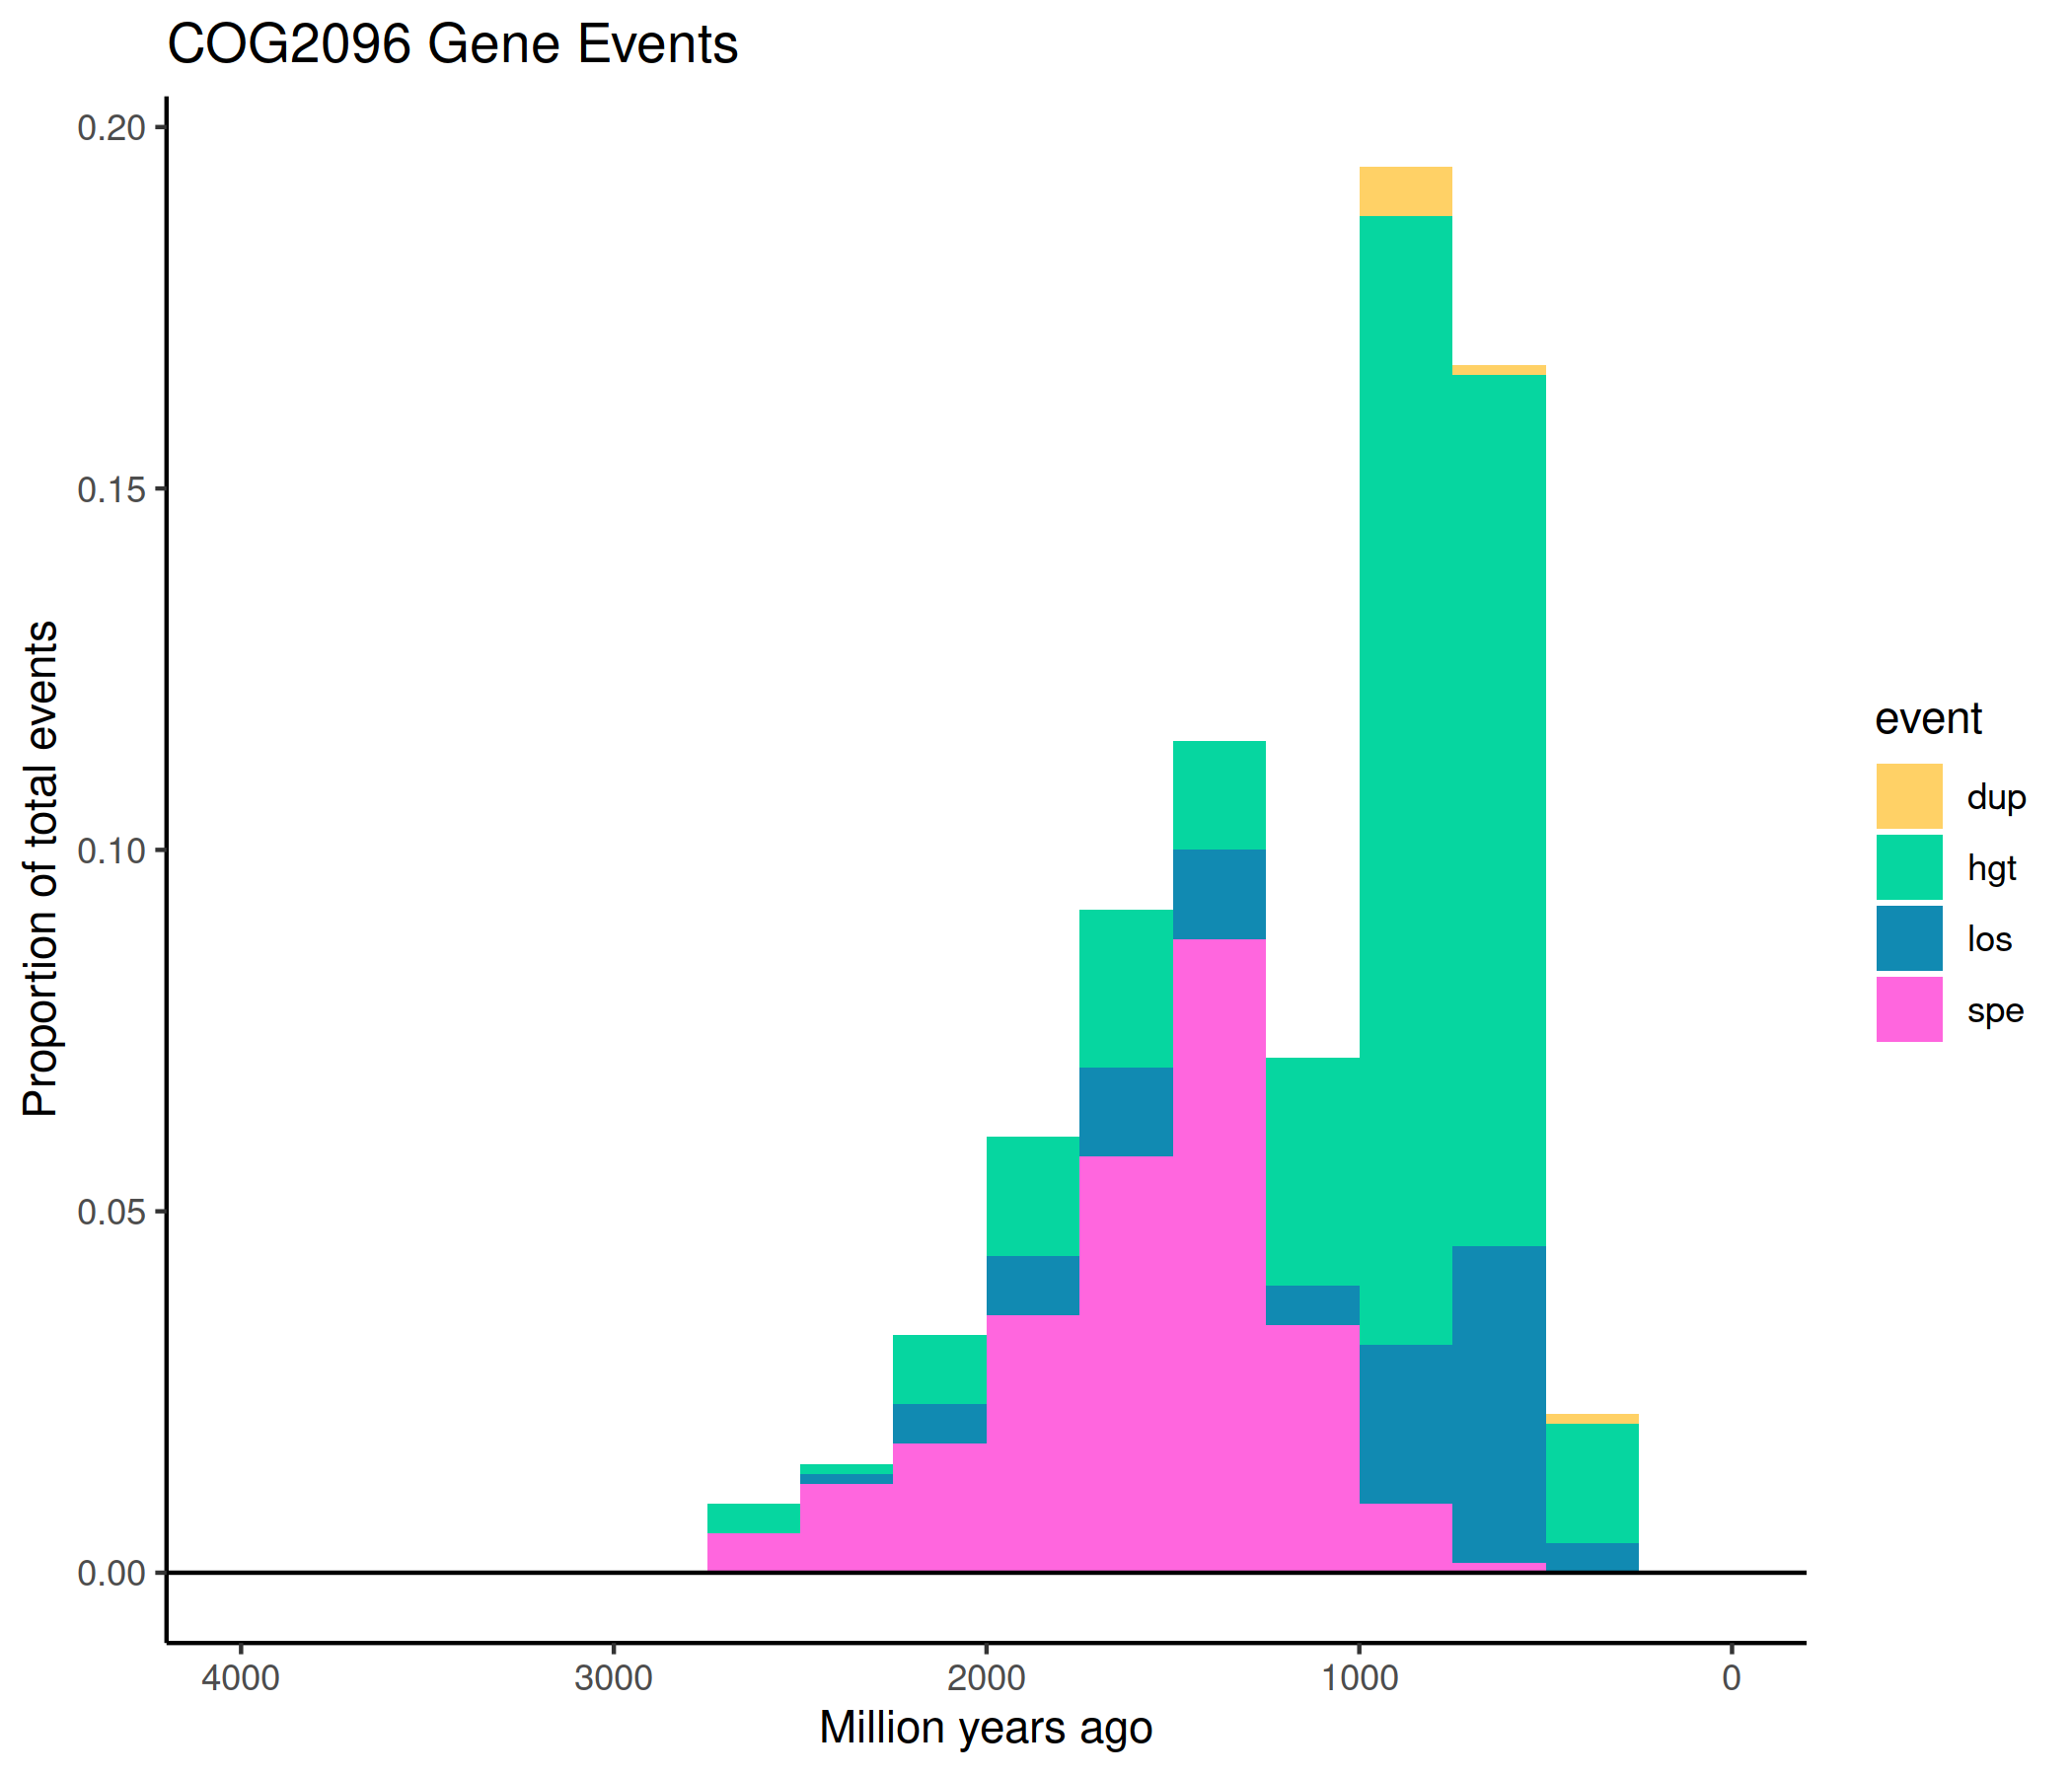 COG2096 Gene Events
0.20
0.15
0.10
0.05
0.00
Proportion of total events
4000 3000 2000 1000 0
Million years ago
event
dup
hgt
los
spe